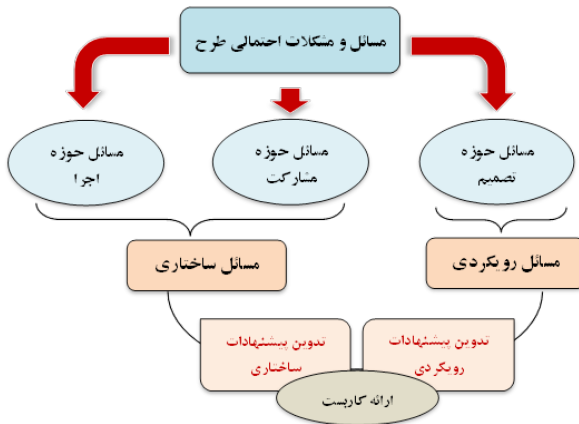 مسائل و مشکلات احتمالی طرح
مسائل حوزه
تصمیم
مسائل حوزه
مشارکت
مسائل حوزه
اجرا
مسائل رویکردی
مسائل ساختاری
تدوین پیشنهادات
رویکردی
تدوین پیشنهادات
ساختاری
ارائه کاربست